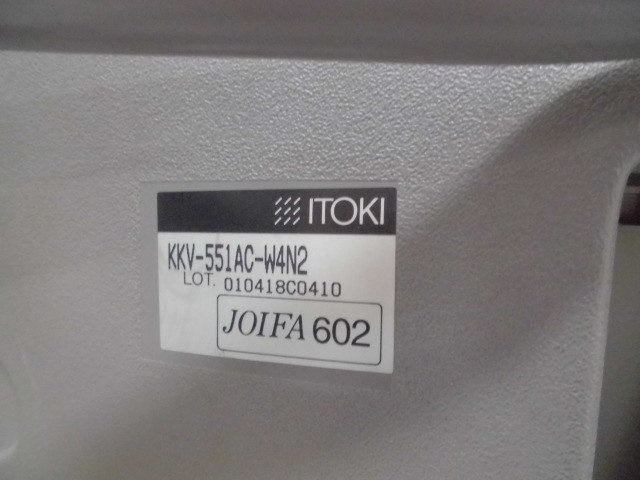 ITOKI
KKV-551AC-W4N2
LOT. 010418C0410
JOIFA 602